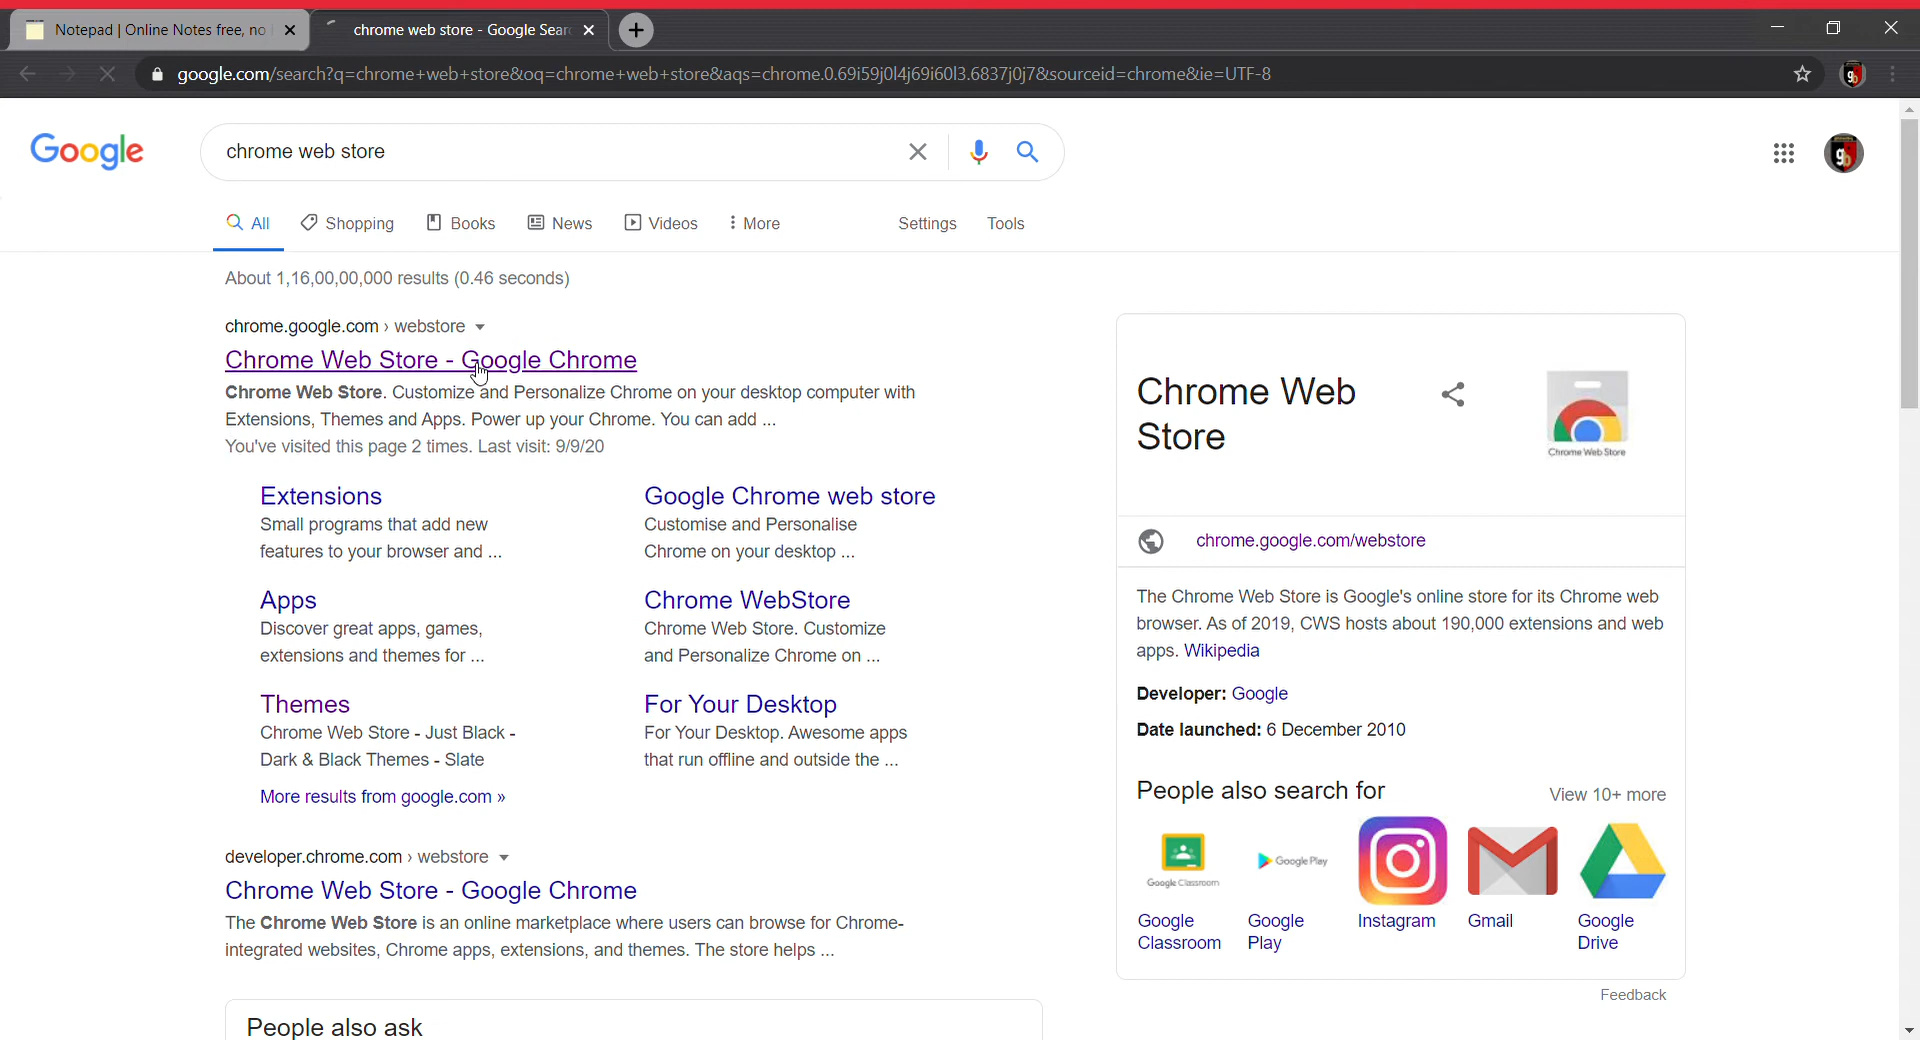 Notepad | Online Notes free, no
chrome web store - Google Sear
google.com/search?q=chrome+web+store&oq=chrome+web+store&aqs=chrome.0.69i59j0l4j69i60l3.6837j0j7&sourceid=chrome&ie=UTF-8
Google
chrome web store
All Shopping Books News Videos More Settings Tools
About 1,16,00,00,000 results (0.46 seconds)
chrome.google.com › webstore
Chrome Web Store - Google Chrome
Chrome Web Store. Customize and Personalize Chrome on your desktop computer with
Extensions, Themes and Apps. Power up your Chrome. You can add ...
You've visited this page 2 times. Last visit: 9/9/20
Extensions
Small programs that add new
features to your browser and ...
Google Chrome web store
Customise and Personalise
Chrome on your desktop ...
Apps
Discover great apps, games,
extensions and themes for ...
Chrome WebStore
Chrome Web Store. Customize
and Personalize Chrome on ...
Themes
Chrome Web Store - Just Black -
Dark & Black Themes - Slate
For Your Desktop
For Your Desktop. Awesome apps
that run offline and outside the ...
More results from google.com »
developer.chrome.com › webstore
Chrome Web Store - Google Chrome
The Chrome Web Store is an online marketplace where users can browse for Chrome-
integrated websites, Chrome apps, extensions, and themes. The store helps ...
People also ask
Chrome Web
Store
Chrome Web Store
chrome.google.com/webstore
The Chrome Web Store is Google's online store for its Chrome web
browser. As of 2019, CWS hosts about 190,000 extensions and web
apps. Wikipedia
Developer: Google
Date launched: 6 December 2010
People also search for
View 10+ more
Google Classroom
Google Play
Google
Classroom
Google
Play
Instagram
Gmail
Google
Drive
Feedback